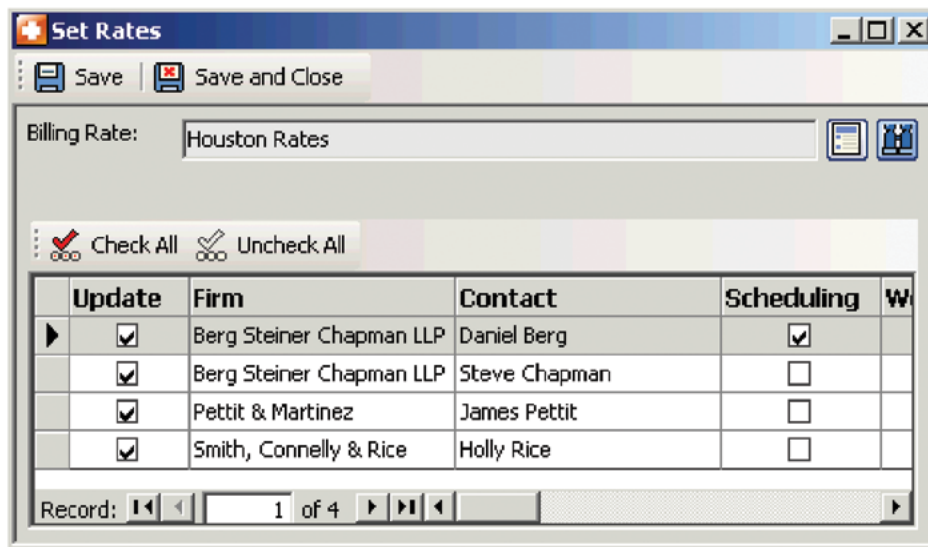 Set Rates
Save Save and Close
Billing Rate: Houston Rates
Check All Uncheck All
Update Firm Contact Scheduling
Berg Steiner Chapman LLP Daniel Berg
Berg Steiner Chapman LLP Steve Chapman
Pettit & Martinez James Pettit
Smith, Connelly & Rice Holly Rice
Record: 1 of 4